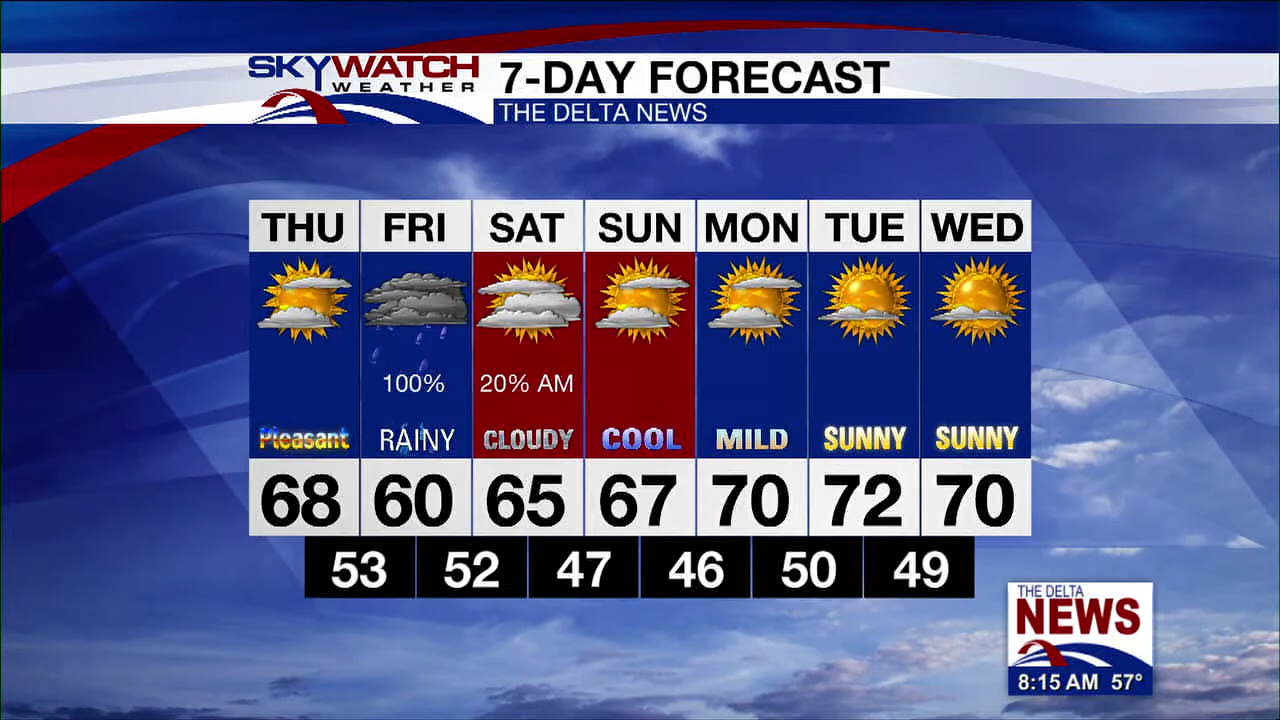 SKYWATCH
WEATHER
7-DAY FORECAST
THE DELTA NEWS
THU FRI SAT SUN MON TUE WED
100% 20% AM
Pleasant RAINY CLOUDY COOL MILD SUNNY SUNNY
68 60 65 67 70 72 70
53 52 47 46 50 49
THE DELTA
NEWS
8:15 AM 57°